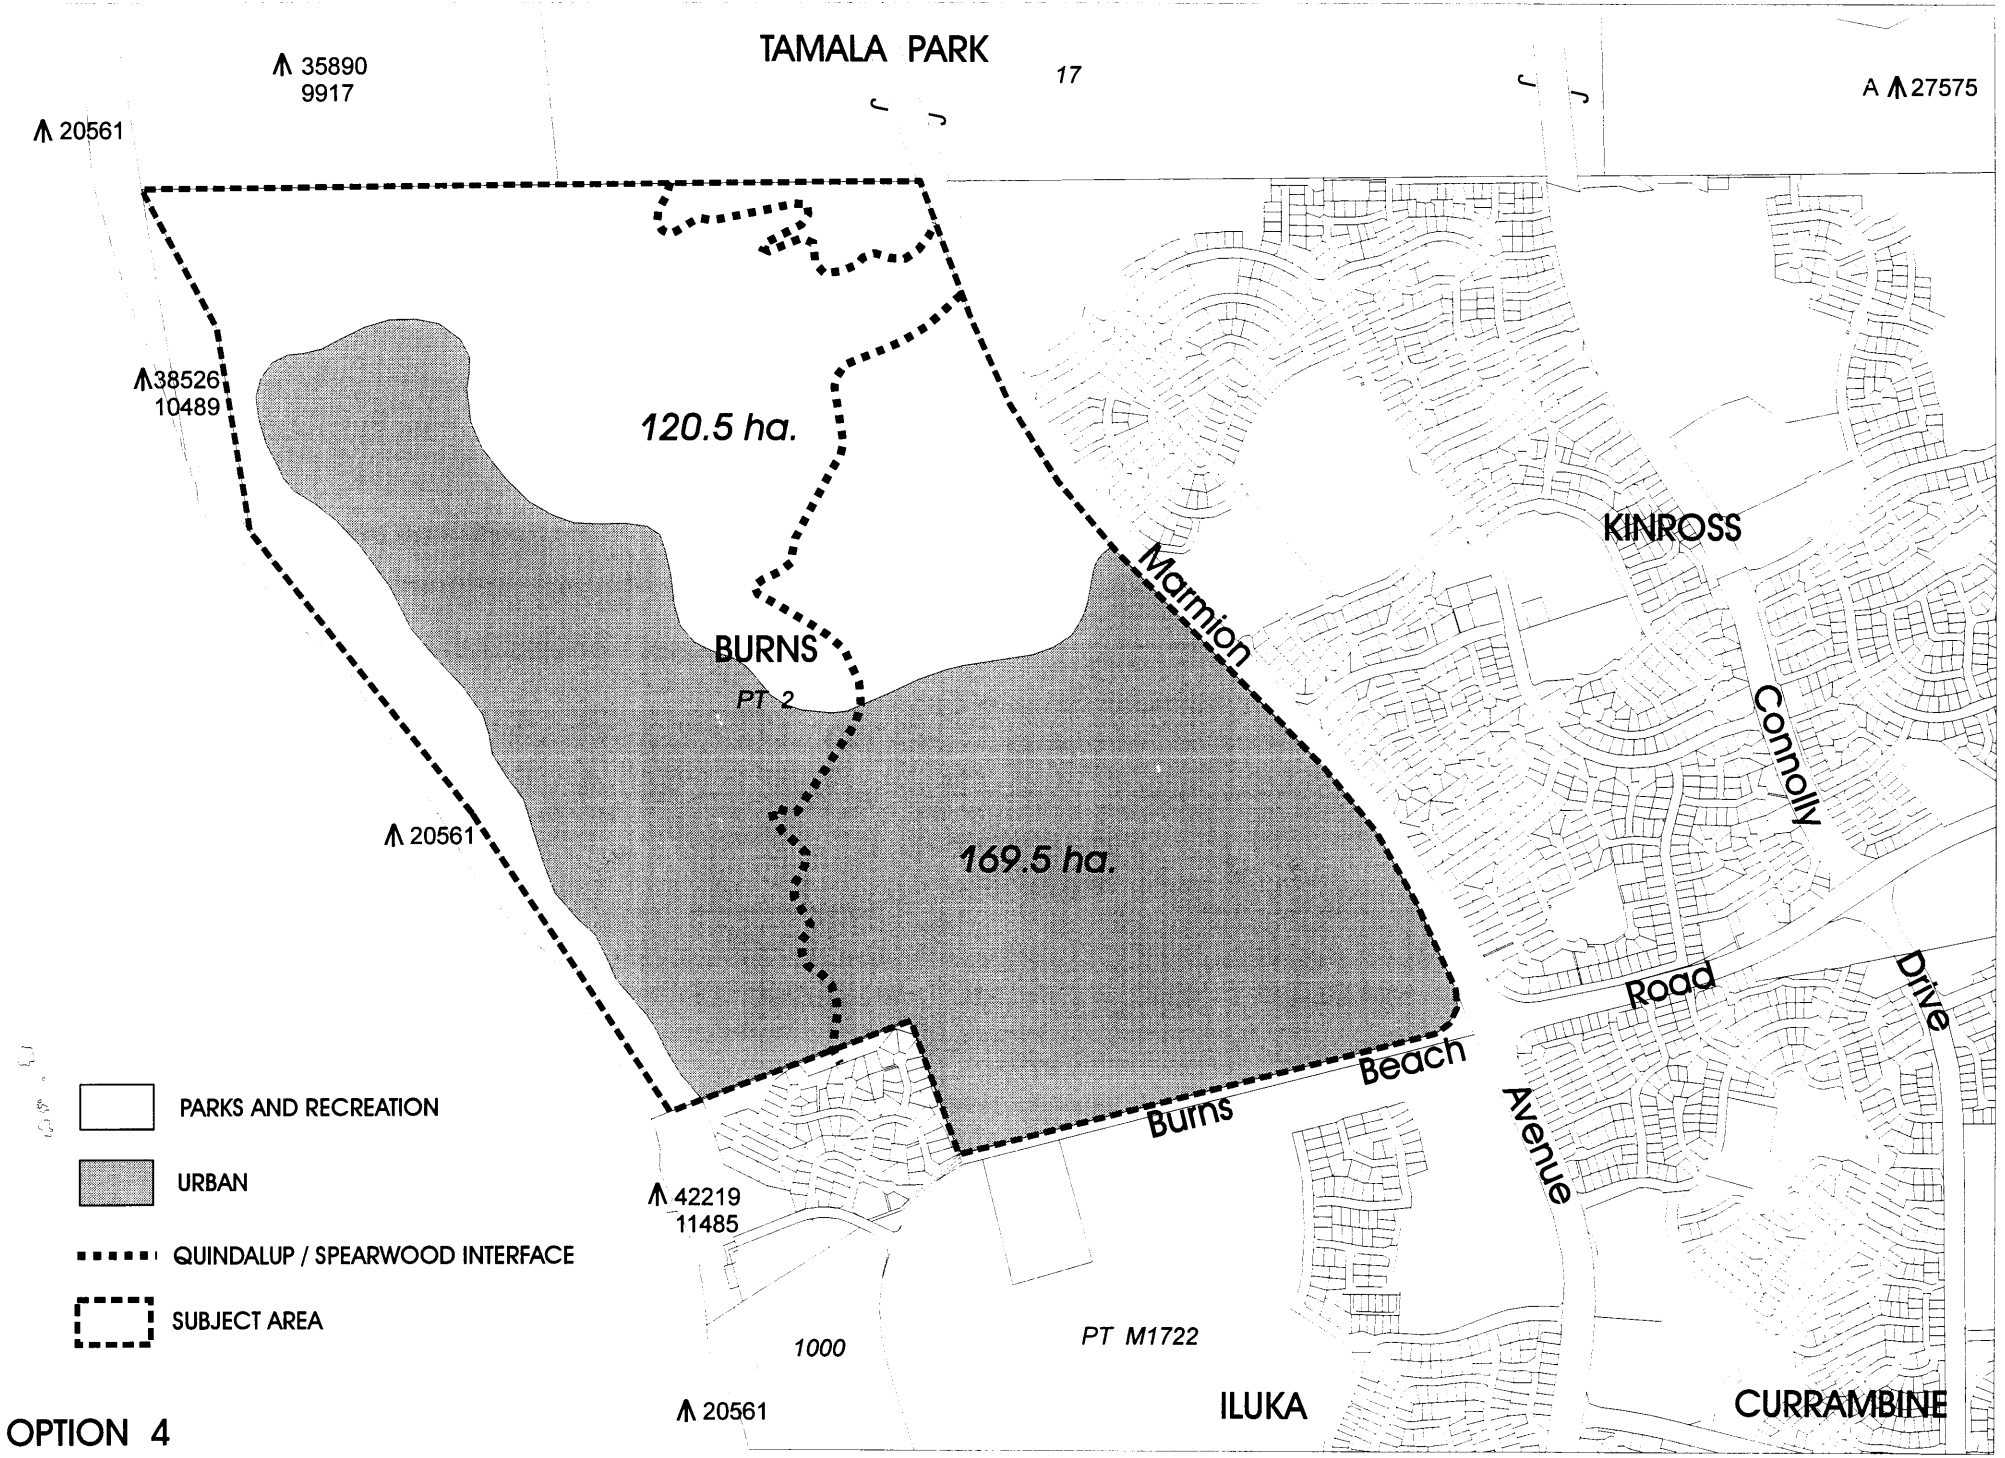 TAMALA PARK
17
35890
9917
20561
A 27575
38526
10489
120.5 ha.
KINROSS
Marmion
BURNS
PT 2
Connolly
20561
169.5 ha.
Road
Drive
Beach
Burns
Avenue
PARKS AND RECREATION
URBAN
42219
11485
QUINDALUP / SPEARWOOD INTERFACE
SUBJECT AREA
1000
PT M1722
20561
ILUKA
CURRAMBINE
OPTION 4